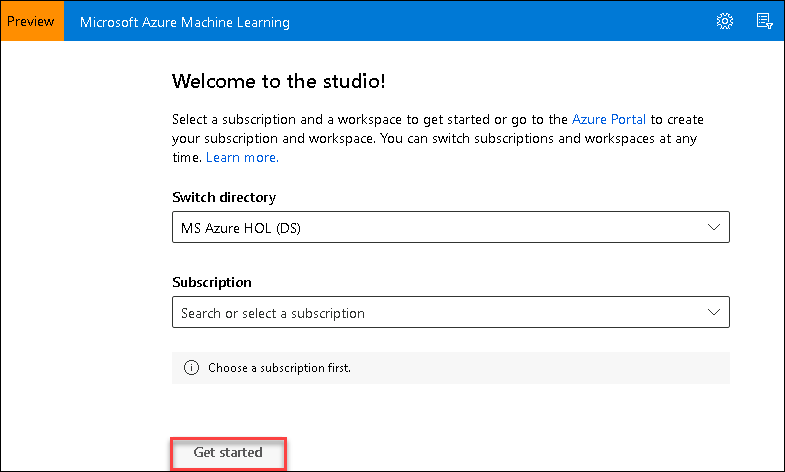 Preview
Microsoft Azure Machine Learning
Welcome to the studio!
Select a subscription and a workspace to get started or go to the Azure Portal to create
your subscription and workspace. You can switch subscriptions and workspaces at any
time. Learn more.
Switch directory
MS Azure HOL (DS)
Subscription
Search or select a subscription
Choose a subscription first.
Get started